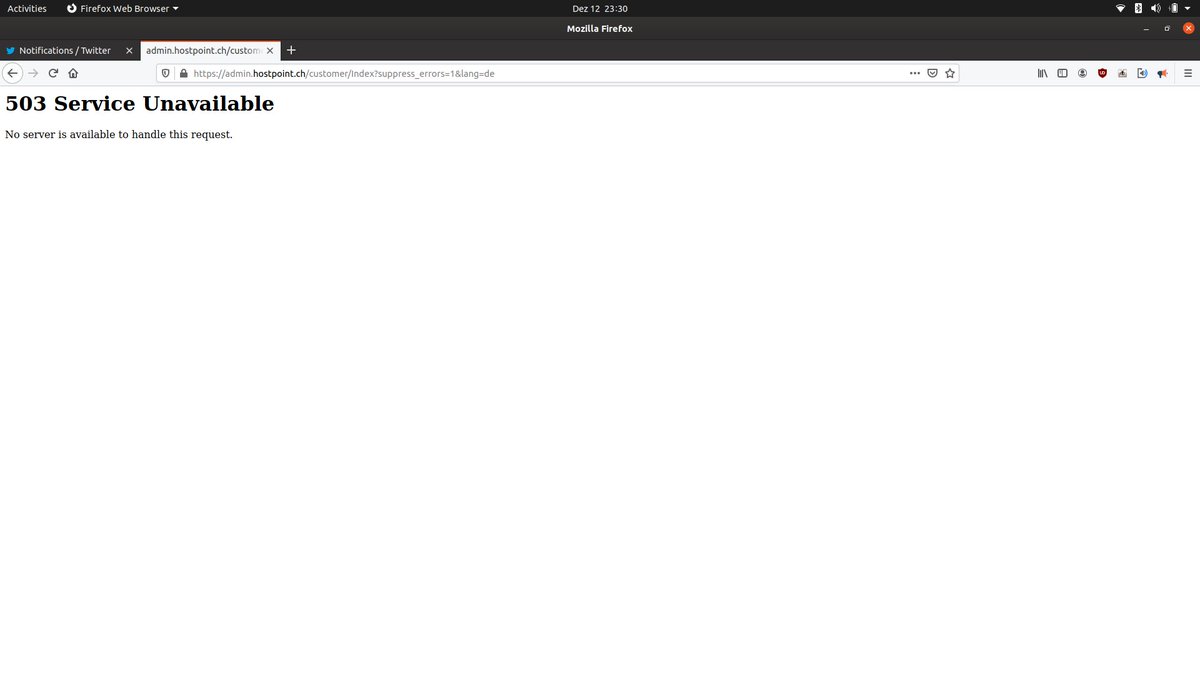 Activities Firefox Web Browser Dez 12 23:30
Mozilla Firefox
Notifications / Twitter admin.hostpoint.ch/custom
https://admin.hostpoint.ch/customer/Index?suppress_errors=1&lang=de
503 Service Unavailable
No server is available to handle this request.